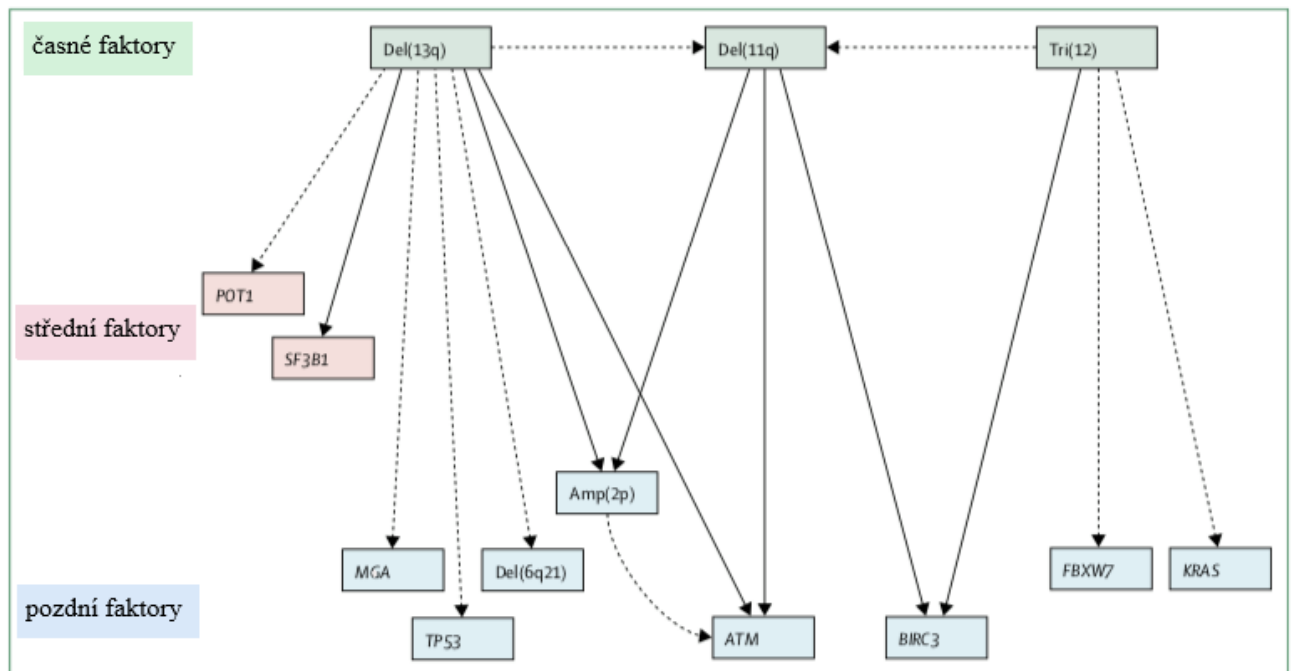 časné faktory
Del(13q)
Del(11q)
Tri(12)
POT1
střední faktory
SF3B1
Amp(2p)
MGA
Del(6q21)
FBXW7
KRAS
pozdní faktory
TP53
ATM
BIRC3